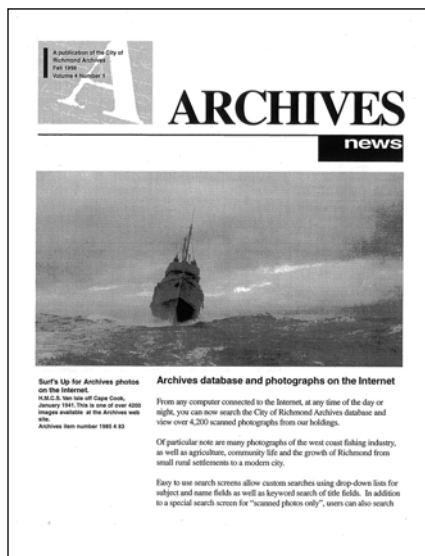 A publication of the City of
Richmond Archives
Fall 1998
Volume 4 Number 1
A
ARCHIVES
news
Surf's Up for Archives photos
on the Internet.
H.M.C.S. Van Isle off Cape Cook,
January 1941. This is one of over 4200
images available at the Archives web
site.
Archives item number 1985 4 83
Archives database and photographs on the Internet
From any computer connected to the Internet, at any time of the day or
night, you can now search the City of Richmond Archives database and
view over 4,200 scanned photographs from our holdings.
Of particular note are many photographs of the west coast fishing industry,
as well as agriculture, community life and the growth of Richmond from
small rural settlements to a modern city.
Easy to use search screens allow custom searches using drop-down lists for
subject and name fields as well as keyword search of title fields. In addition
to a special search screen for "scanned photos only", users can also search